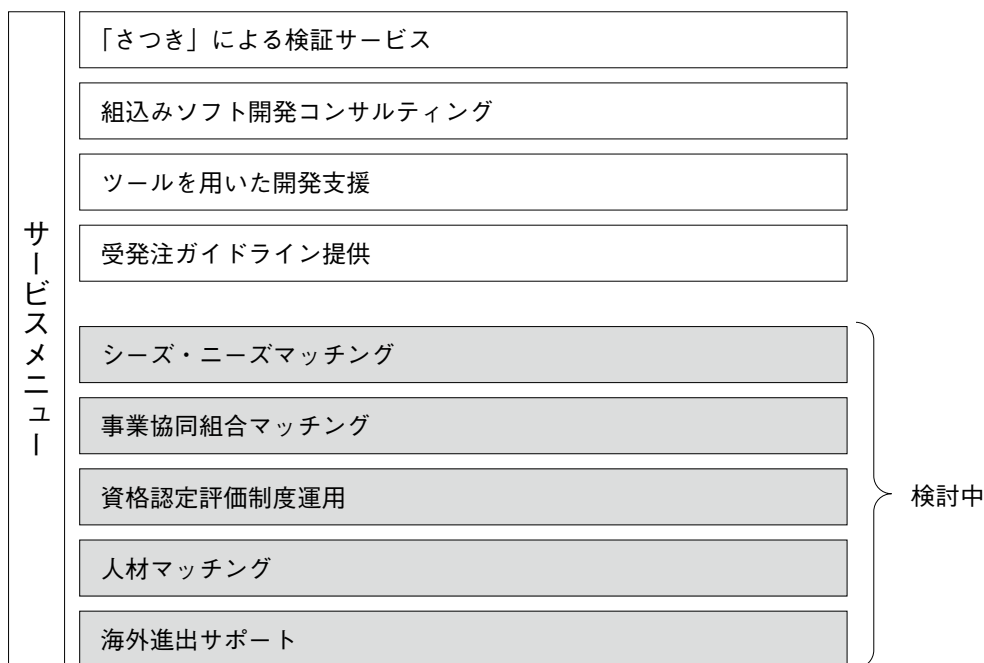 サービスメニュー
「さつき」による検証サービス
組込みソフト開発コンサルティング
ツールを用いた開発支援
受発注ガイドライン提供
シーズ・ニーズマッチング
事業協同組合マッチング
資格認定評価制度運用
人材マッチング
海外進出サポート
検討中